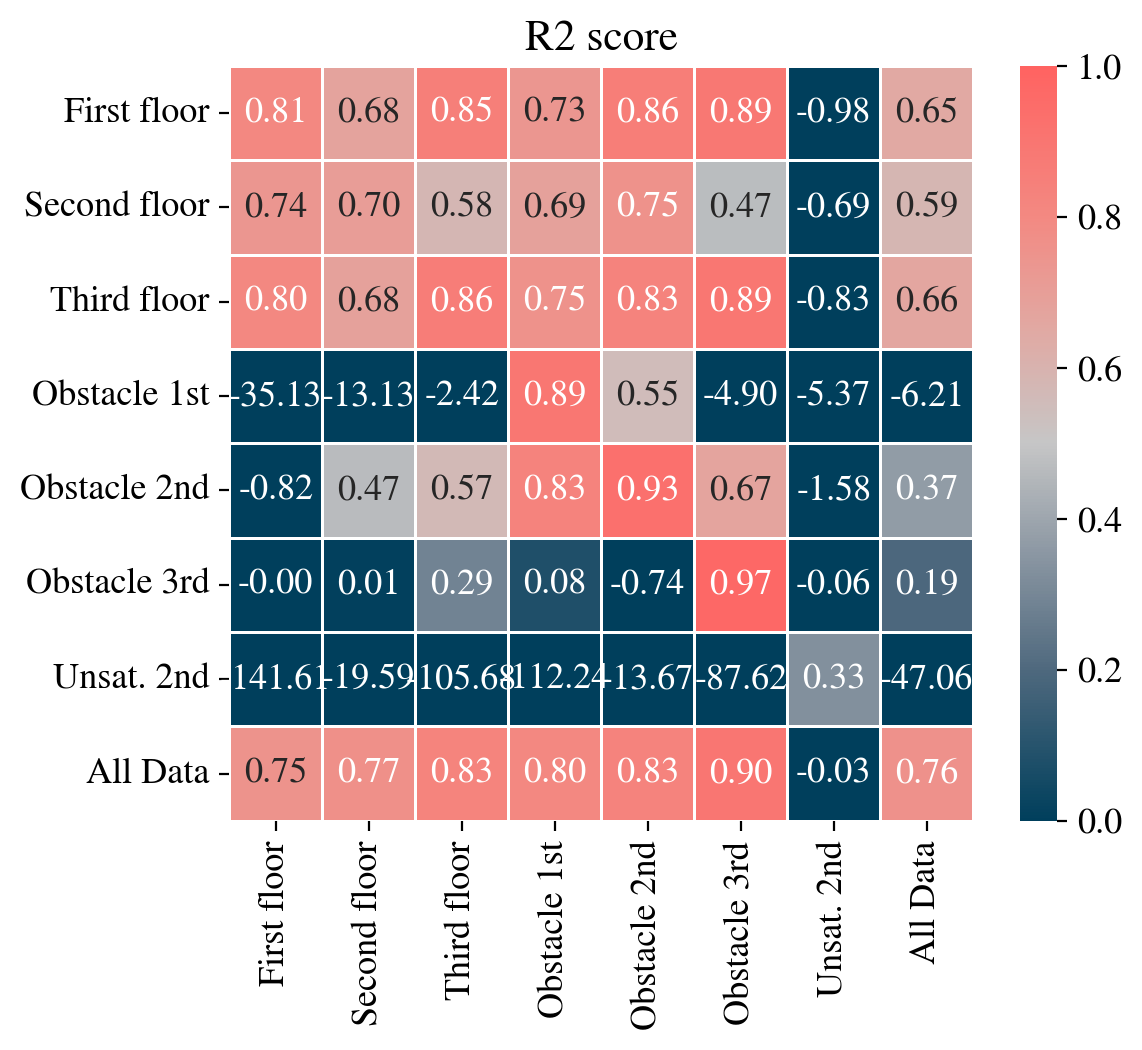 R2 score
First floor 0.81 0.68 0.85 0.73 0.86 0.89 -0.98 0.65
Second floor 0.74 0.70 0.58 0.69 0.75 0.47 -0.69 0.59
Third floor 0.80 0.68 0.86 0.75 0.83 0.89 -0.83 0.66
Obstacle 1st -35.13 -13.13 -2.42 0.89 0.55 -4.90 -5.37 -6.21
Obstacle 2nd -0.82 0.47 0.57 0.83 0.93 0.67 -1.58 0.37
Obstacle 3rd -0.00 0.01 0.29 0.08 -0.74 0.97 -0.06 0.19
Unsat. 2nd -141.61 -19.59 -105.68 -112.24 -13.67 -87.62 0.33 -47.06
All Data 0.75 0.77 0.83 0.80 0.83 0.90 -0.03 0.76
First floor
Second floor
Third floor
Obstacle 1st
Obstacle 2nd
Obstacle 3rd
Unsat. 2nd
All Data
1.0
0.8
0.6
0.4
0.2
0.0